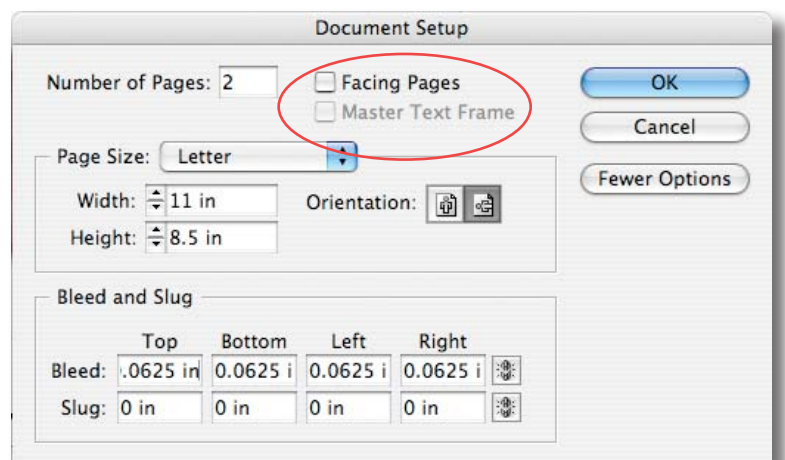 Document Setup
Number of Pages: 2
Facing Pages
Master Text Frame
OK
Cancel
Fewer Options
Page Size: Letter
Width: 11 in
Orientation:
Height: 8.5 in
Bleed and Slug
Top Bottom Left Right
Bleed: .0625 in 0.0625 i 0.0625 i 0.0625 i
Slug: 0 in 0 in 0 in 0 in